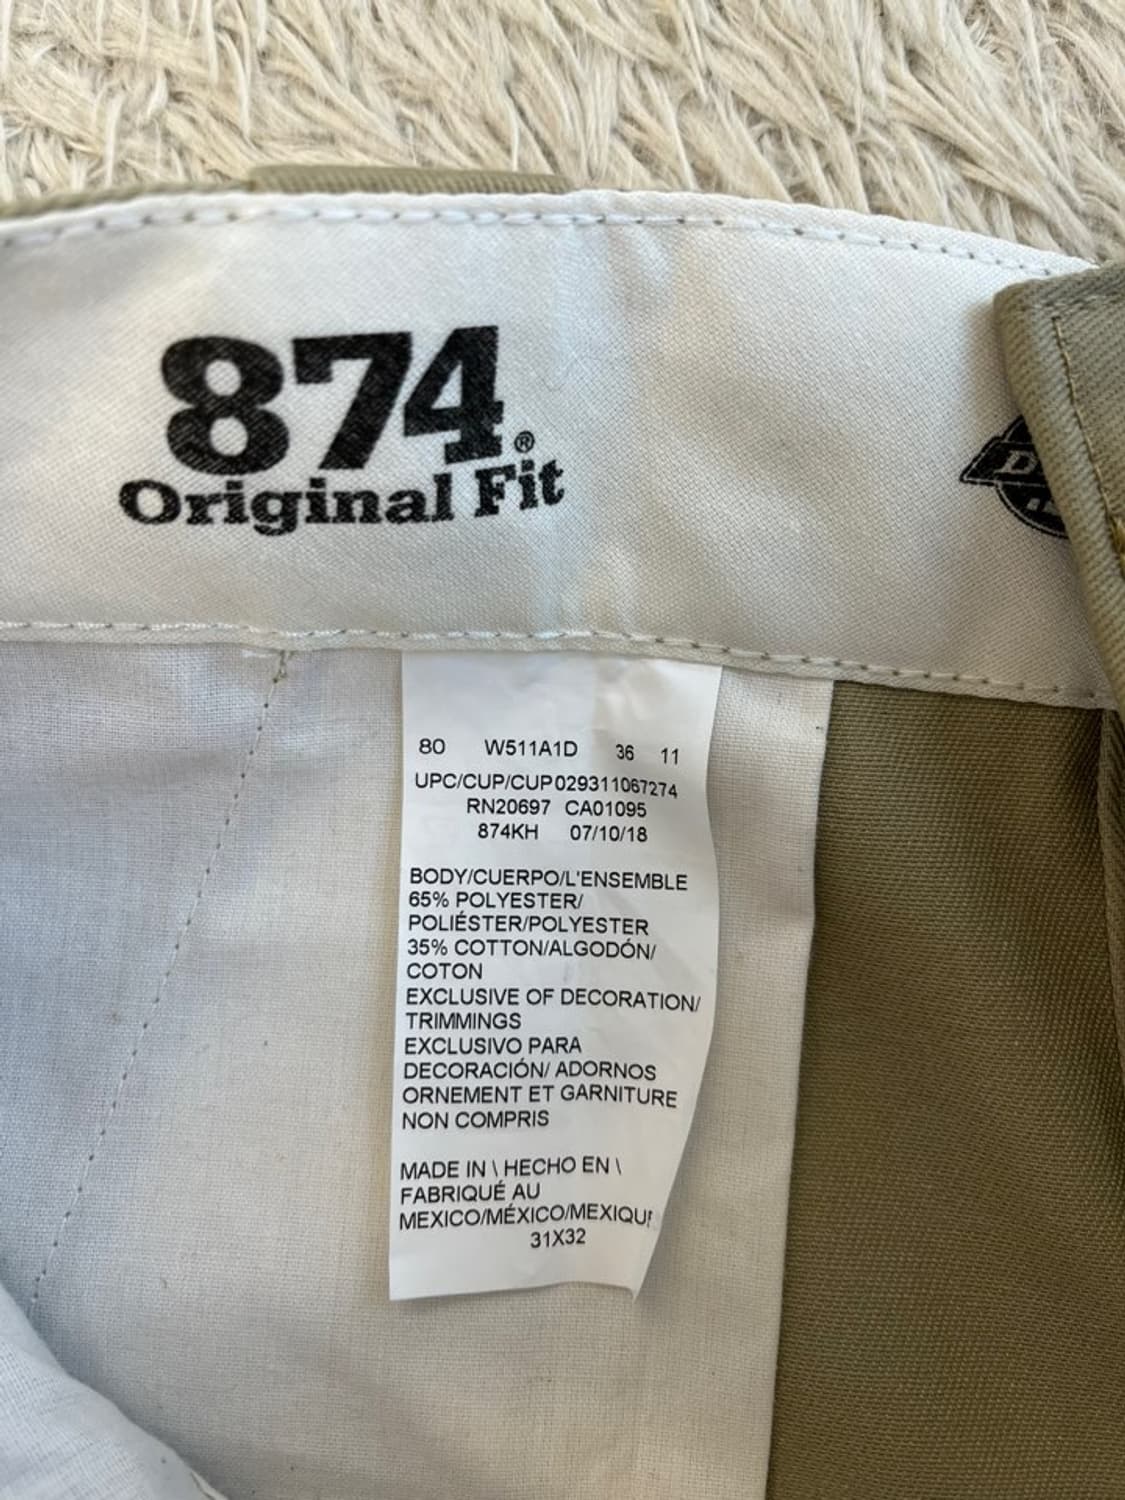 874®
Original Fit
80 W511A1D 36 11
UPC/CUP/CUP029311067274
RN20697 CA01095
874KH 07/10/18
BODY/CUERPO/L'ENSEMBLE
65% POLYESTER/
POLIÉSTER/POLYESTER
35% COTTON/ALGODÓN/
COTON
EXCLUSIVE OF DECORATION/
TRIMMINGS
EXCLUSIVO PARA
DECORACIÓN/ ADORNOS
ORNEMENT ET GARNITURE
NON COMPRIS
MADE IN \ HECHO EN \
FABRIQUÉ AU
MEXICO/MÉXICO/MEXIQUE
31X32